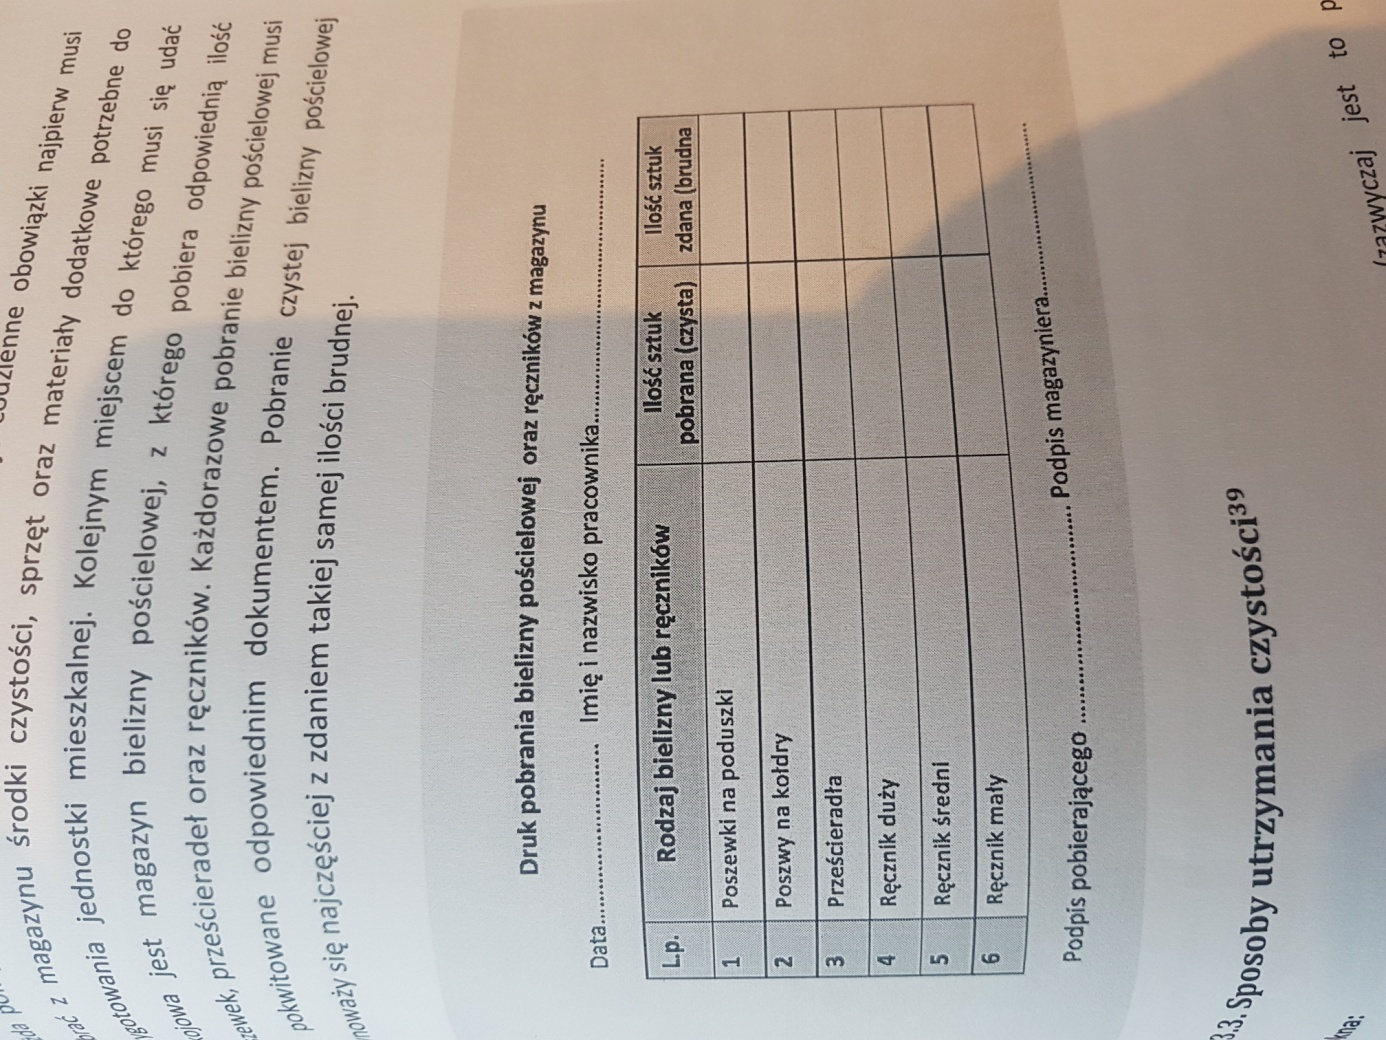 codzienne obowiązki najpierw musi
z magazynu środki czystości, sprzęt oraz materiały dodatkowe potrzebne do
jednostki mieszkalnej. Kolejnym miejscem do którego musi się udać
jest magazyn bielizny pościelowej, z którego pobiera odpowiednią ilość
prześcieradeł oraz ręczników. Każdorazowe pobranie bielizny pościelowej musi
pokwitowane odpowiednim dokumentem. Pobranie czystej bielizny pościelowej
się najczęściej z zdaniem takiej samej ilości brudnej.
Druk pobrania bielizny pościelowej oraz ręczników z magazynu
Data.................... Imię i nazwisko pracownika........................................
L.p. Rodzaj bielizny lub ręczników Ilość sztuk pobrana (czysta) Ilość sztuk zdana (brudna
1 Poszewki na poduszki
2 Poszwy na kołdry
3 Prześcieradła
4 Ręcznik duży
5 Ręcznik średni
6 Ręcznik mały
Podpis pobierającego .............................. Podpis magazyniera.........................
3.3. Sposoby utrzymania czystości³⁹
(zazwyczaj jest to